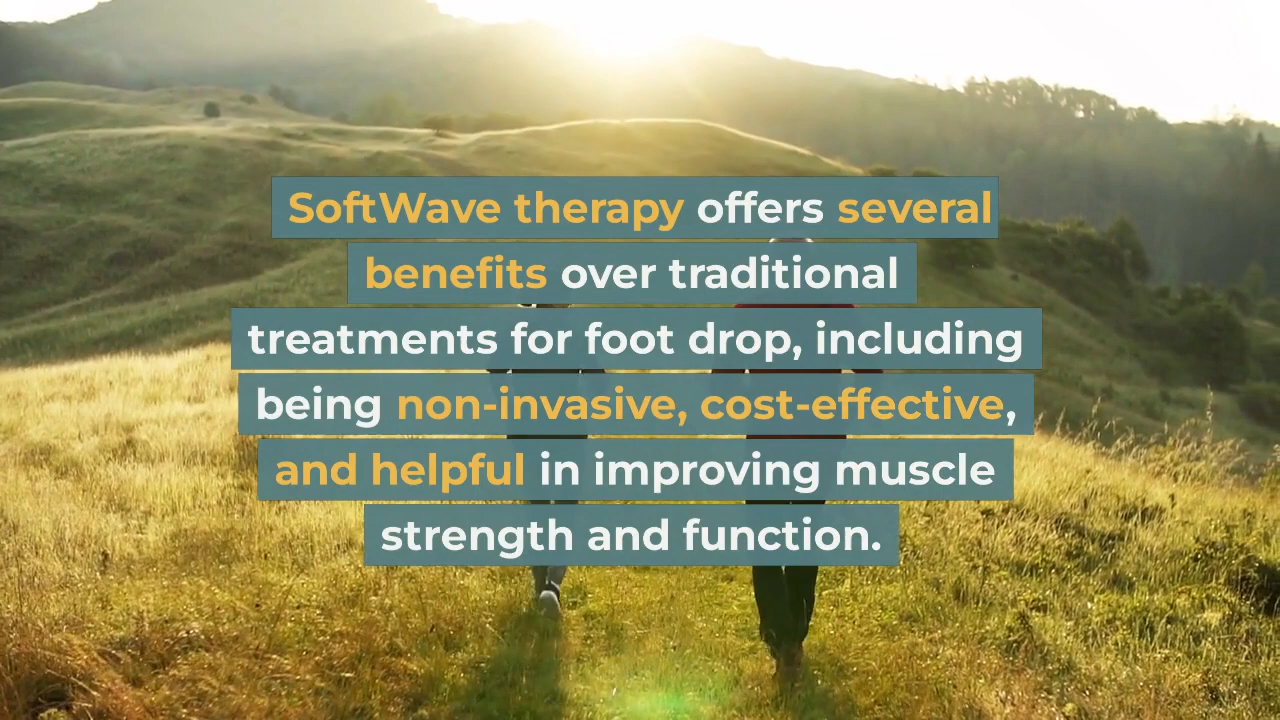 SoftWave therapy offers several
benefits over traditional
treatments for foot drop, including
being non-invasive, cost-effective,
and helpful in improving muscle
strength and function.